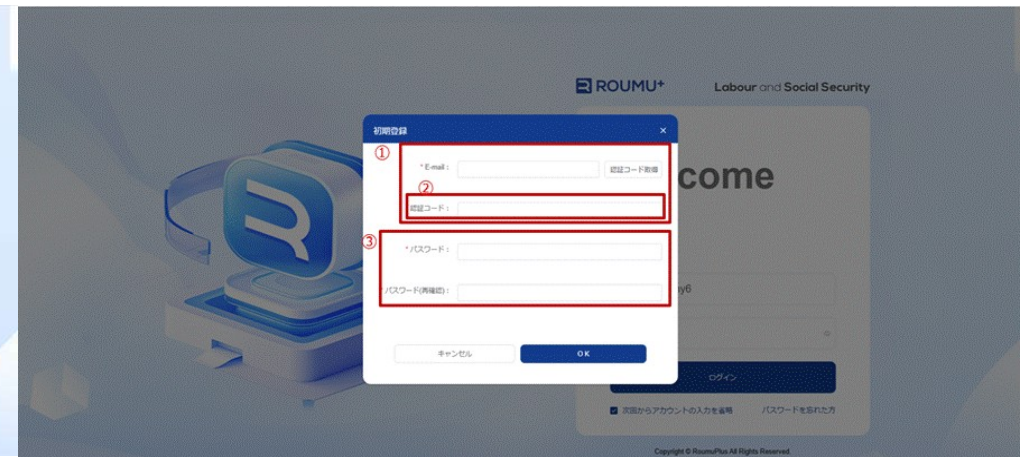 ROUMU+
Labour and Social Security
初期登録
×
①
* E-mail :
認証コード取得
come
②
認証コード :
③
* パスワード :
my6
パスワード(再確認) :
キャンセル
OK
ログイン
次回からアカウントの入力を省略
パスワードを忘れた方
Copyright © RoumuPlus All Rights Reserved.